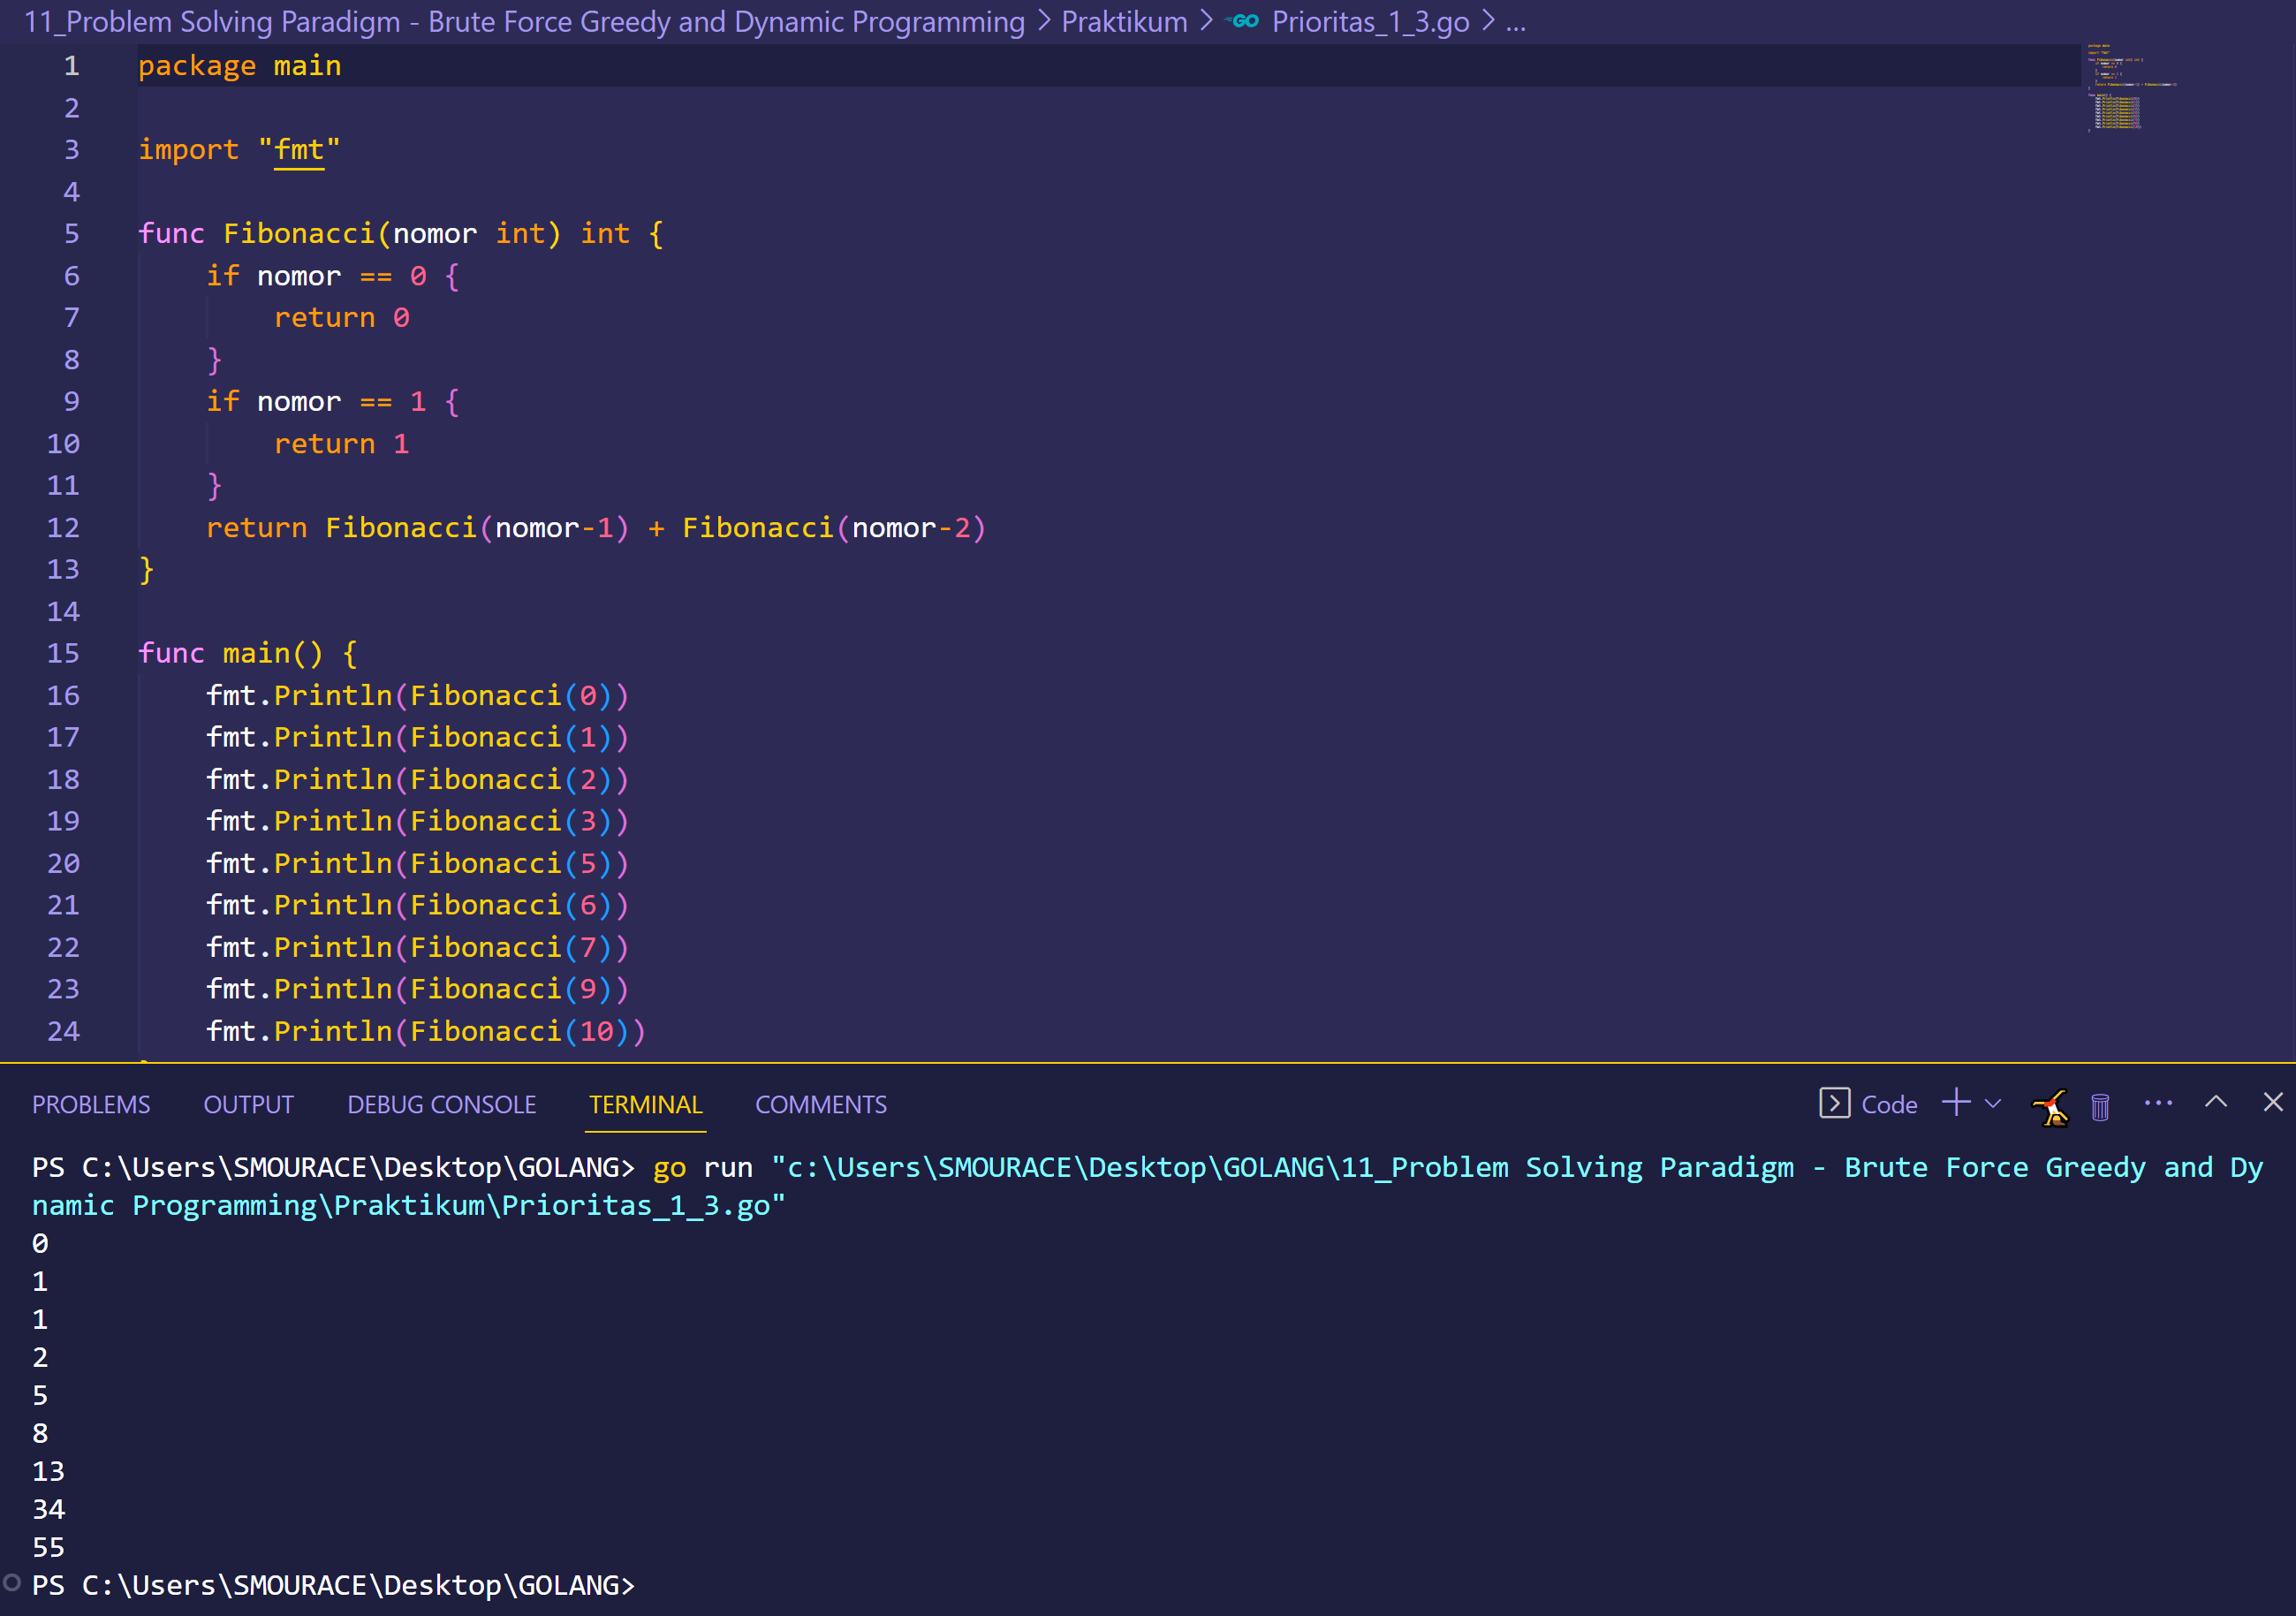 11_Problem Solving Paradigm - Brute Force Greedy and Dynamic Programming > Praktikum > GO Prioritas_1_3.go > ...
1 package main
2
3 import "fmt"
4
5 func Fibonacci(nomor int) int {
6 if nomor == 0 {
7 return 0
8 }
9 if nomor == 1 {
10 return 1
11 }
12 return Fibonacci(nomor-1) + Fibonacci(nomor-2)
13 }
14
15 func main() {
16 fmt.Println(Fibonacci(0))
17 fmt.Println(Fibonacci(1))
18 fmt.Println(Fibonacci(2))
19 fmt.Println(Fibonacci(3))
20 fmt.Println(Fibonacci(5))
21 fmt.Println(Fibonacci(6))
22 fmt.Println(Fibonacci(7))
23 fmt.Println(Fibonacci(9))
24 fmt.Println(Fibonacci(10))
PROBLEMS OUTPUT DEBUG CONSOLE TERMINAL COMMENTS Code
PS C:\Users\SMOURACE\Desktop\GOLANG> go run "c:\Users\SMOURACE\Desktop\GOLANG\11_Problem Solving Paradigm - Brute Force Greedy and Dy
namic Programming\Praktikum\Prioritas_1_3.go"
0
1
1
2
5
8
13
34
55
PS C:\Users\SMOURACE\Desktop\GOLANG>